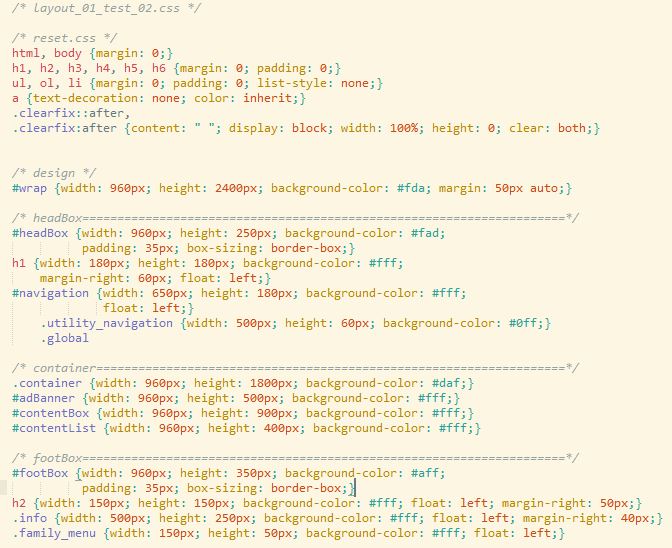 /* layout_01_test_02.css */
/* reset.css */
html, body {margin: 0;}
h1, h2, h3, h4, h5, h6 {margin: 0; padding: 0;}
ul, ol, li {margin: 0; padding: 0; list-style: none;}
a {text-decoration: none; color: inherit;}
.clearfix::after,
.clearfix:after {content: " "; display: block; width: 100%; height: 0; clear: both;}
/* design */
#wrap {width: 960px; height: 2400px; background-color: #fda; margin: 50px auto;}
/* headBox=====================================================================*/
#headBox {width: 960px; height: 250px; background-color: #fad;
padding: 35px; box-sizing: border-box;}
h1 {width: 180px; height: 180px; background-color: #fff;
margin-right: 60px; float: left;}
#navigation {width: 650px; height: 180px; background-color: #fff;
float: left;}
.utility_navigation {width: 500px; height: 60px; background-color: #0ff;}
.global
/* container===================================================================*/
.container {width: 960px; height: 1800px; background-color: #daf;}
#adBanner {width: 960px; height: 500px; background-color: #fff;}
#contentBox {width: 960px; height: 900px; background-color: #fff;}
#contentList {width: 960px; height: 400px; background-color: #fff;}
/* footBox=====================================================================*/
#footBox {width: 960px; height: 350px; background-color: #aff;
padding: 35px; box-sizing: border-box;}
h2 {width: 150px; height: 150px; background-color: #fff; float: left; margin-right: 50px;}
.info {width: 500px; height: 250px; background-color: #fff; float: left; margin-right: 40px;}
.family_menu {width: 150px; height: 50px; background-color: #fff; float: left;}